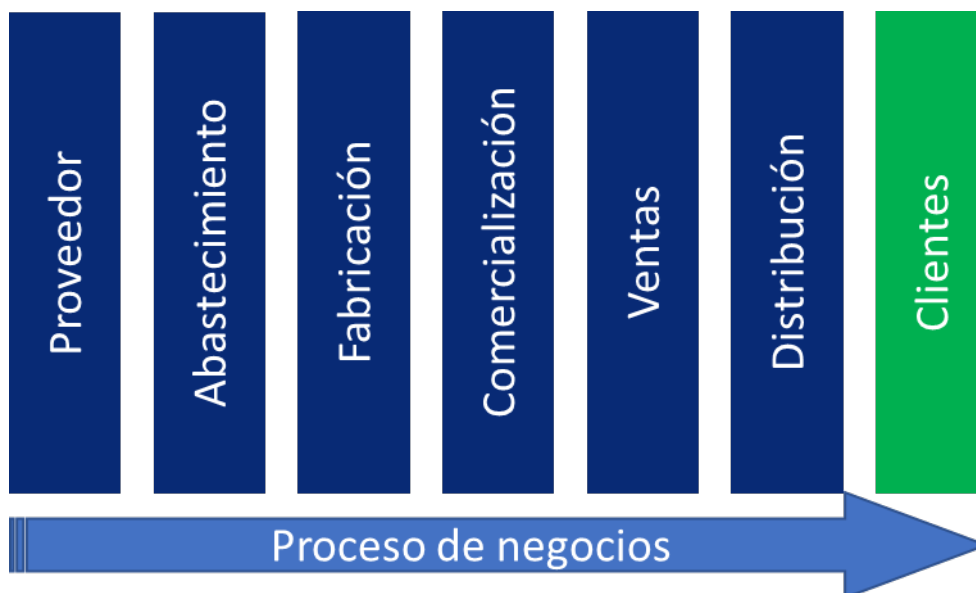 Proveedor
Abastecimiento
Fabricación
Comercialización
Ventas
Distribución
Clientes
Proceso de negocios